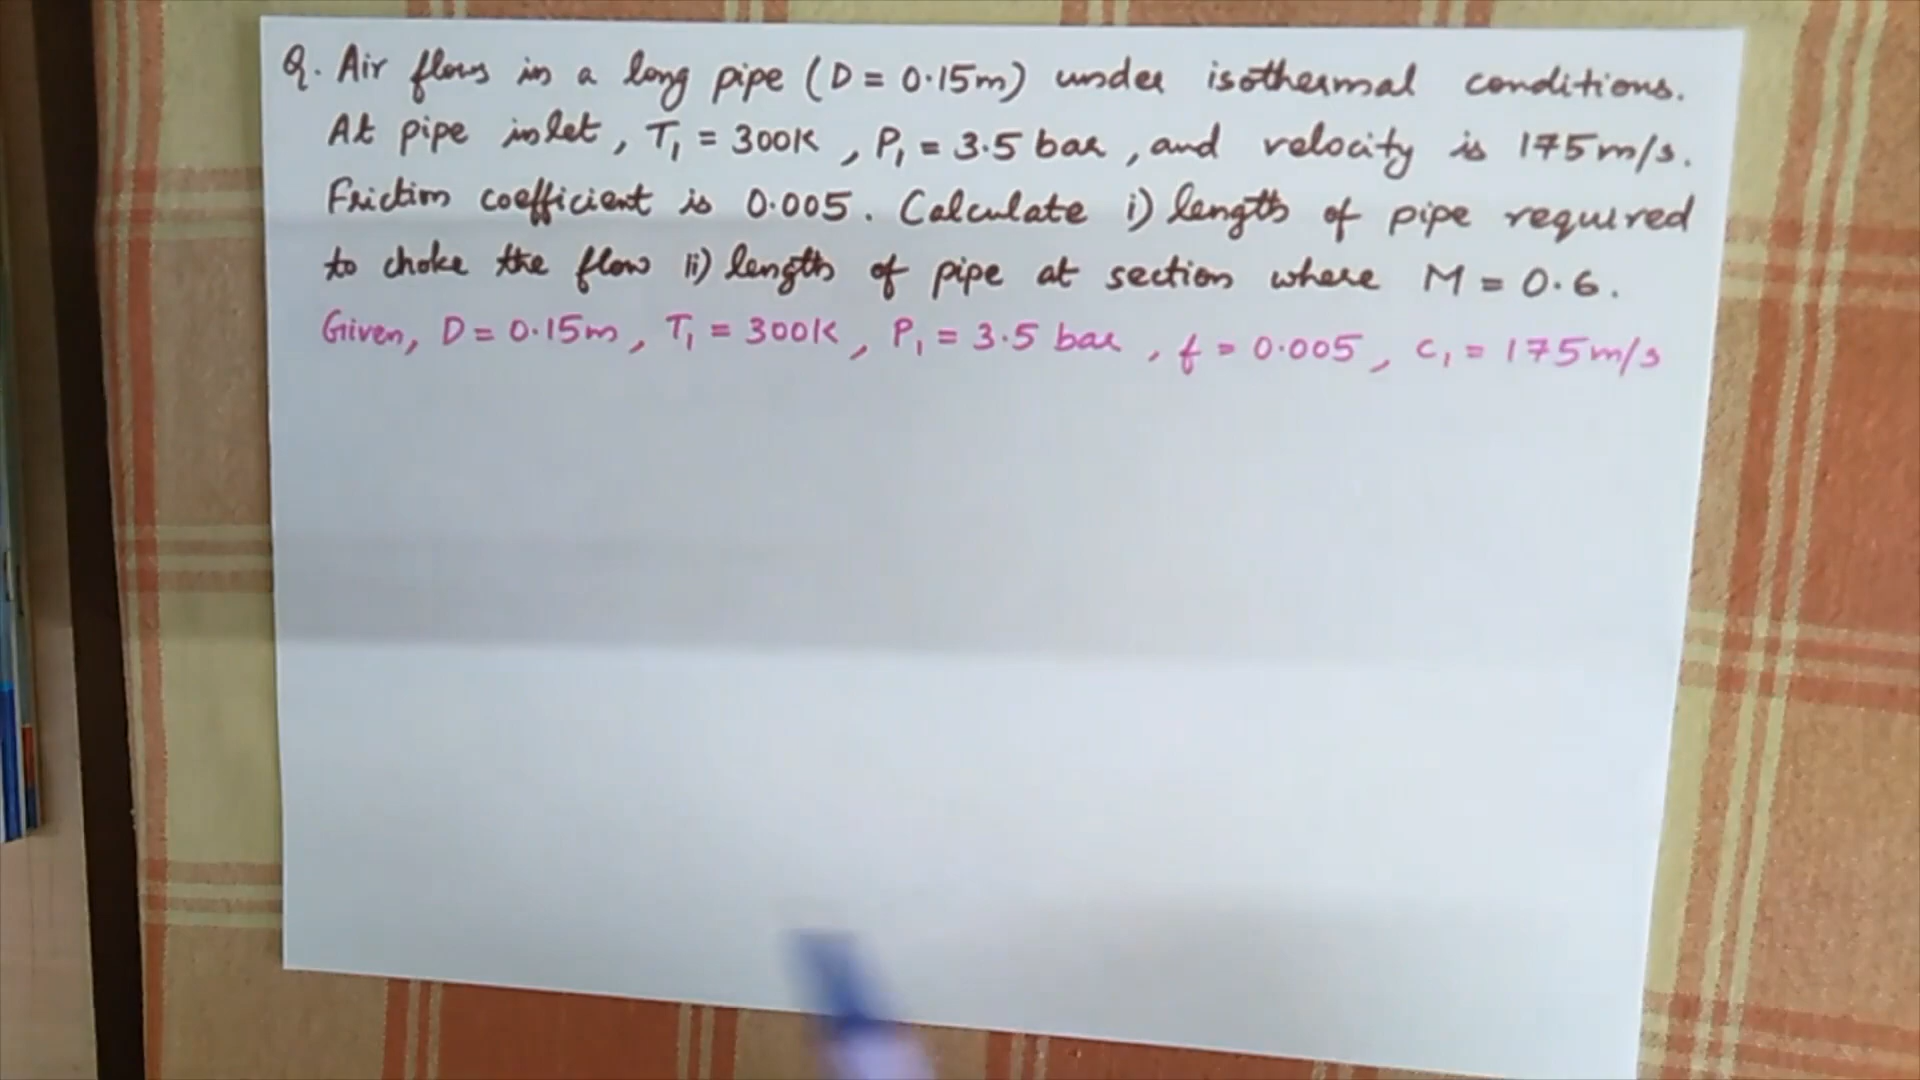 Q. Air flows in a long pipe (D = 0.15m) under isothermal conditions.
At pipe inlet, T₁ = 300K, P₁ = 3.5 bar, and velocity is 175m/s.
Friction coefficient is 0.005. Calculate i) length of pipe required
to choke the flow ii) length of pipe at section where M = 0.6.
Given, D = 0.15m, T₁ = 300K, P₁ = 3.5 bar, f = 0.005, C₁ = 175m/s